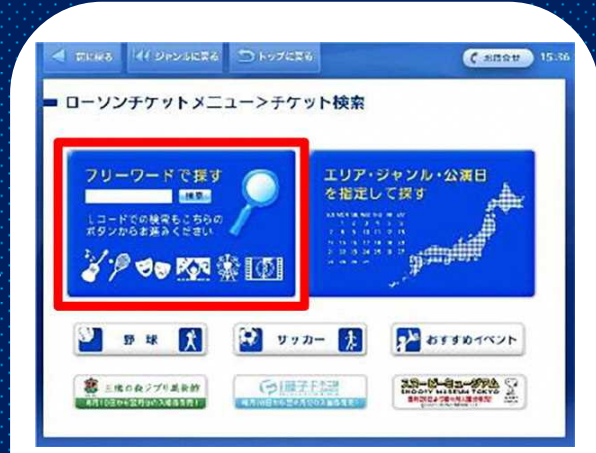 前に戻る ジャンルに戻る トップに戻る お問合せ 15:36
ローソンチケットメニュー>チケット検索
フリーワードで探す
検索
Lコードでの検索もこちらの
ボタンからお進みください
エリア・ジャンル・公演日
を指定して探す
野球 サッカー おすすめイベント
三鷹の森ジブリ美術館
スヌーピーミュージアム
SNOOPY MUSEUM TOKYO